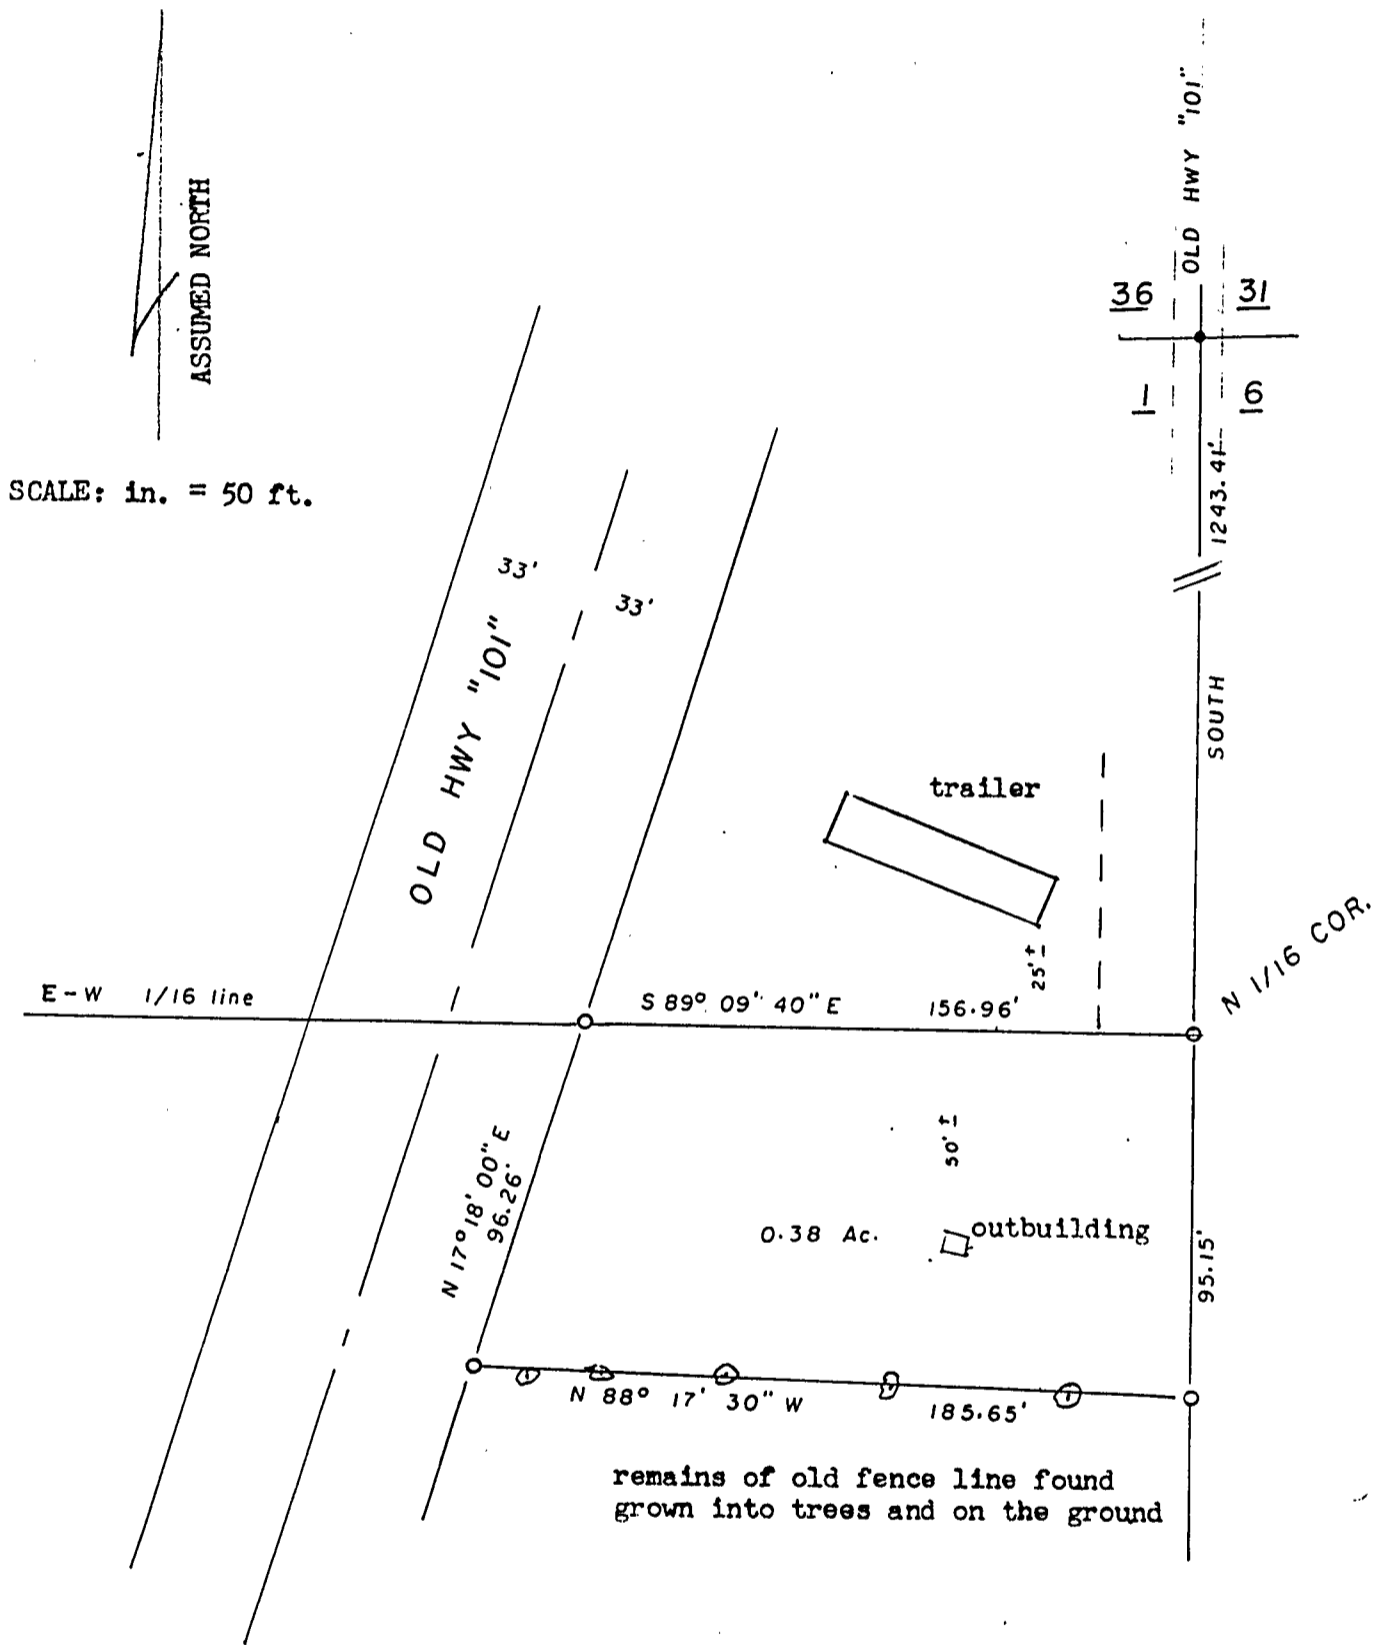 OLD HWY "101"
36
31
1
6
ASSUMED NORTH
SCALE: in. = 50 ft.
1243.41'
33'
33'
OLD HWY "101"
SOUTH
trailer
25'±
N 1/16 COR.
E-W 1/16 line
S 89° 09' 40" E
156.96'
50'±
N 17° 18' 00" E
96.26'
0.38 Ac.
outbuilding
95.15'
N 88° 17' 30" W
185.65'
remains of old fence line found
grown into trees and on the ground